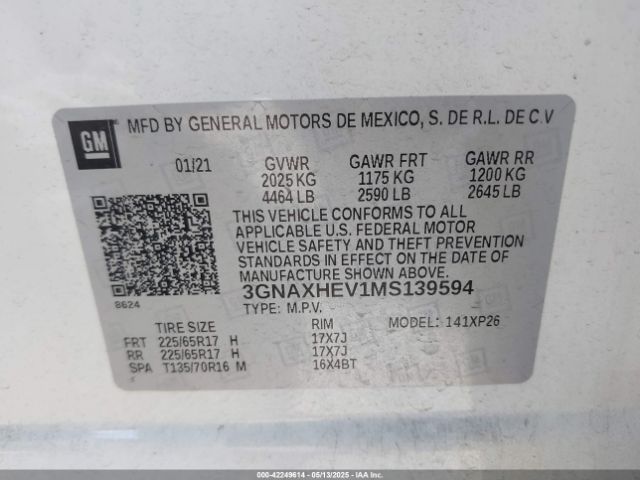 GM
MFD BY GENERAL MOTORS DE MEXICO, S. DE R.L. DE C.V
01/21 GVWR GAWR FRT GAWR RR
2025 KG 1175 KG 1200 KG
4464 LB 2590 LB 2645 LB
THIS VEHICLE CONFORMS TO ALL
APPLICABLE U.S. FEDERAL MOTOR
VEHICLE SAFETY AND THEFT PREVENTION
STANDARDS IN EFFECT ON THE DATE OF
MANUFACTURE SHOWN ABOVE.
8624
3GNAXHEV1MS139594
TYPE: M.P.V.
TIRE SIZE RIM MODEL: 141XP26
FRT 225/65R17 H 17X7J
RR 225/65R17 H 17X7J
SPA T135/70R16 M 16X4BT
000-42249614 - 05/13/2025 - IAA Inc.